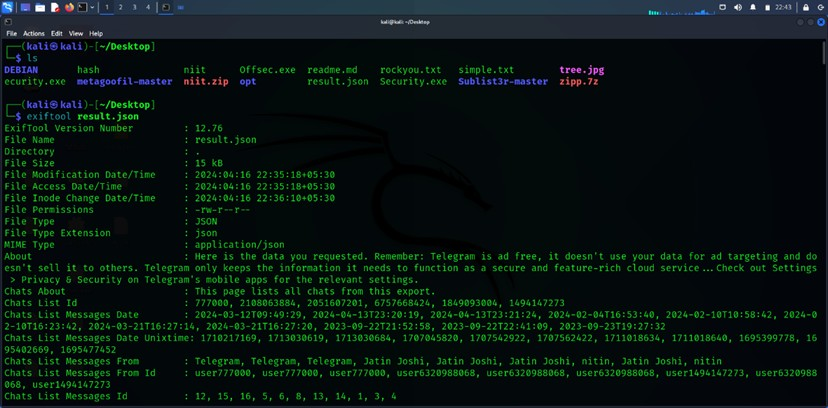 1 2 3 4
22:43
kali@kali: ~/Desktop
File Actions Edit View Help
┌──(kali㉿kali)-[~/Desktop]
└─$ ls
DEBIAN hash niit Offsec.exe readme.md rockyou.txt simple.txt tree.jpg
ecurity.exe metagoofil-master niit.zip opt result.json Security.exe Sublist3r-master zipp.7z
┌──(kali㉿kali)-[~/Desktop]
└─$ exiftool result.json
ExifTool Version Number : 12.76
File Name : result.json
Directory : .
File Size : 15 kB
File Modification Date/Time : 2024:04:16 22:35:18+05:30
File Access Date/Time : 2024:04:16 22:35:18+05:30
File Inode Change Date/Time : 2024:04:16 22:36:10+05:30
File Permissions : -rw-r--r--
File Type : JSON
File Type Extension : json
MIME Type : application/json
About : Here is the data you requested. Remember: Telegram is ad free, it doesn't use your data for ad targeting and do
esn't sell it to others. Telegram only keeps the information it needs to function as a secure and feature-rich cloud service...Check out Settings
> Privacy & Security on Telegram's mobile apps for the relevant settings.
Chats About : This page lists all chats from this export.
Chats List Id : 777000, 2108063884, 2051607201, 6757668424, 1849093004, 1494147273
Chats List Messages Date : 2024-03-12T09:49:29, 2024-04-13T23:20:19, 2024-04-13T23:21:24, 2024-02-04T16:53:40, 2024-02-10T10:58:42, 2024-0
2-10T16:23:42, 2024-03-21T16:27:14, 2024-03-21T16:27:20, 2023-09-22T21:52:58, 2023-09-22T22:41:09, 2023-09-23T19:27:32
Chats List Messages Date Unixtime: 1710217169, 1713030619, 1713030684, 1707045820, 1707542922, 1707562422, 1711018634, 1711018640, 1695399778, 16
95402669, 1695477452
Chats List Messages From : Telegram, Telegram, Telegram, Jatin Joshi, Jatin Joshi, Jatin Joshi, nitin, Jatin Joshi, nitin
Chats List Messages From Id : user777000, user777000, user777000, user6320988068, user6320988068, user6320988068, user1494147273, user6320988
068, user1494147273
Chats List Messages Id : 12, 15, 16, 5, 6, 8, 13, 14, 1, 3, 4